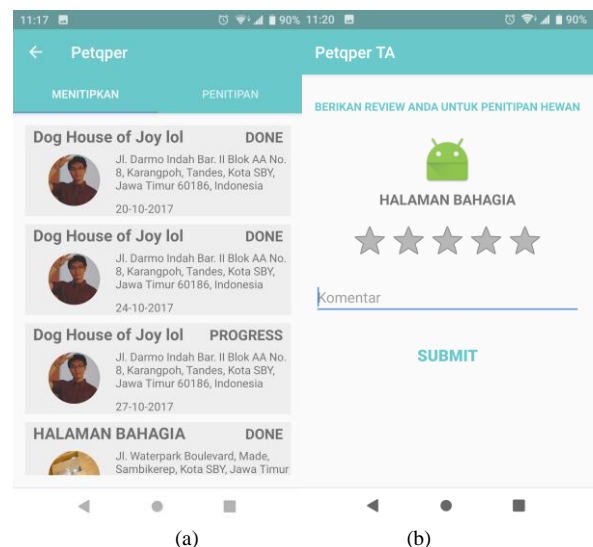 11:17
90%
Petqper
MENITIPKAN
PENITIPAN
Dog House of Joy lol
DONE
Jl. Darmo Indah Bar. II Blok AA No.
8, Karangpoh, Tandes, Kota SBY,
Jawa Timur 60186, Indonesia
20-10-2017
Dog House of Joy lol
DONE
Jl. Darmo Indah Bar. II Blok AA No.
8, Karangpoh, Tandes, Kota SBY,
Jawa Timur 60186, Indonesia
24-10-2017
Dog House of Joy lol
PROGRESS
Jl. Darmo Indah Bar. II Blok AA No.
8, Karangpoh, Tandes, Kota SBY,
Jawa Timur 60186, Indonesia
27-10-2017
HALAMAN BAHAGIA
DONE
Jl. Waterpark Boulevard, Made,
Sambikerep, Kota SBY, Jawa Timur
(a)
11:20
90%
Petqper TA
BERIKAN REVIEW ANDA UNTUK PENITIPAN HEWAN
HALAMAN BAHAGIA
Komentar
SUBMIT
(b)